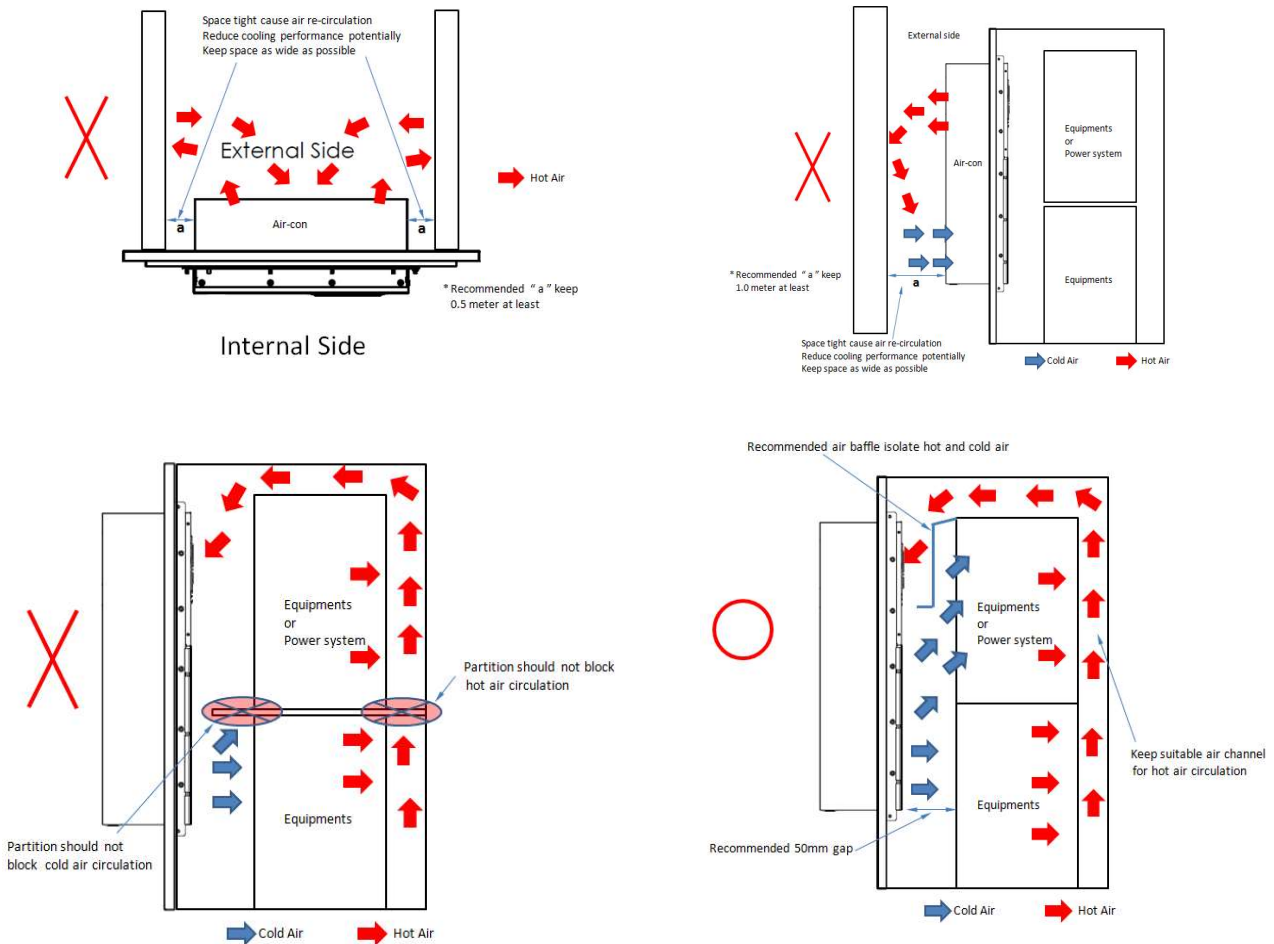 Space tight cause air re-circulation
Reduce cooling performance potentially
Keep space as wide as possible
External Side
Hot Air
a
Air-con
a
* Recommended “ a ” keep
0.5 meter at least
Internal Side
External side
Equipments
or
Power system
Air-con
* Recommended “ a ” keep
1.0 meter at least
a
Equipments
Space tight cause air re-circulation
Reduce cooling performance potentially
Keep space as wide as possible
Cold Air
Hot Air
Equipments
or
Power system
Partition should not block
hot air circulation
Equipments
Partition should not
block cold air circulation
Cold Air
Hot Air
Recommended air baffle isolate hot and cold air
Equipments
or
Power system
Keep suitable air channel
for hot air circulation
Equipments
Recommended 50mm gap
Cold Air
Hot Air